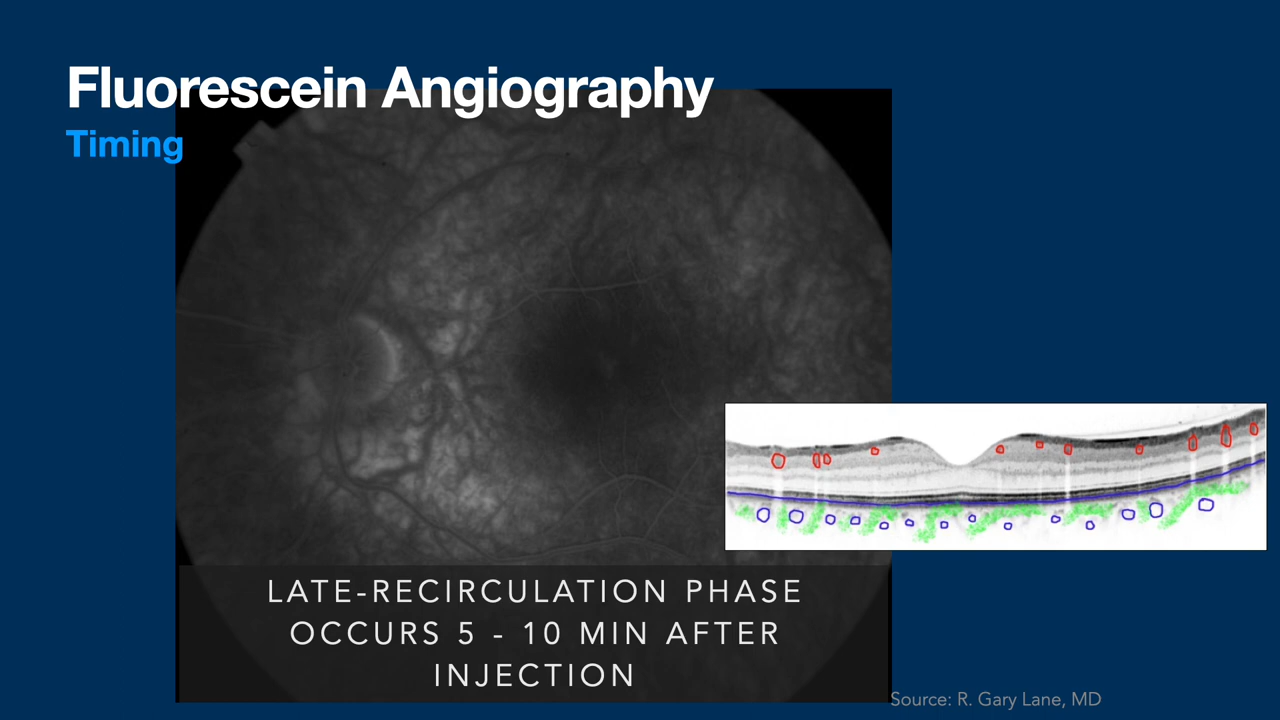 Fluorescein Angiography
Timing
LATE-RECIRCULATION PHASE
OCCURS 5 - 10 MIN AFTER
INJECTION
Source: R. Gary Lane, MD